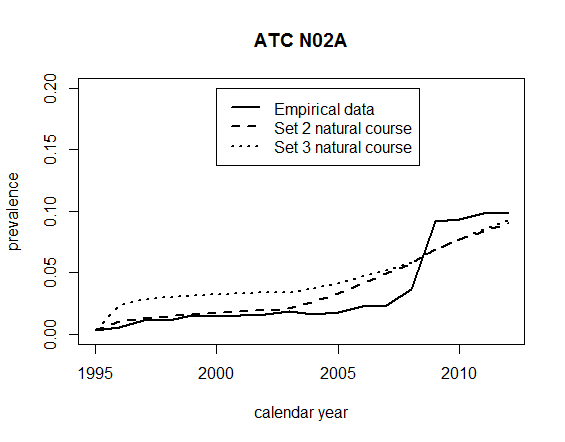 ATC N02A
Empirical data
Set 2 natural course
Set 3 natural course
prevalence
0.20
0.15
0.10
0.05
0.00
1995 2000 2005 2010
calendar year